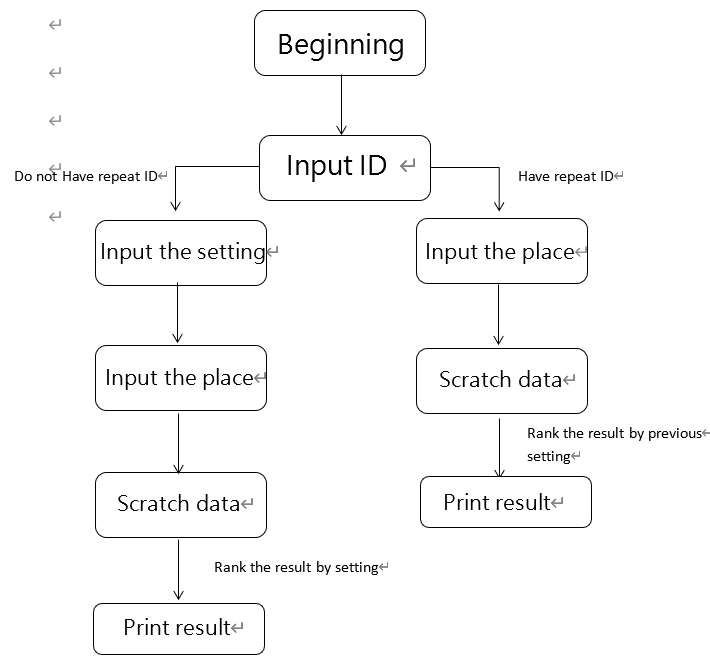 Beginning
Input ID
Do not Have repeat ID
Have repeat ID
Input the setting
Input the place
Input the place
Scratch data
Rank the result by previous
setting
Scratch data
Print result
Rank the result by setting
Print result